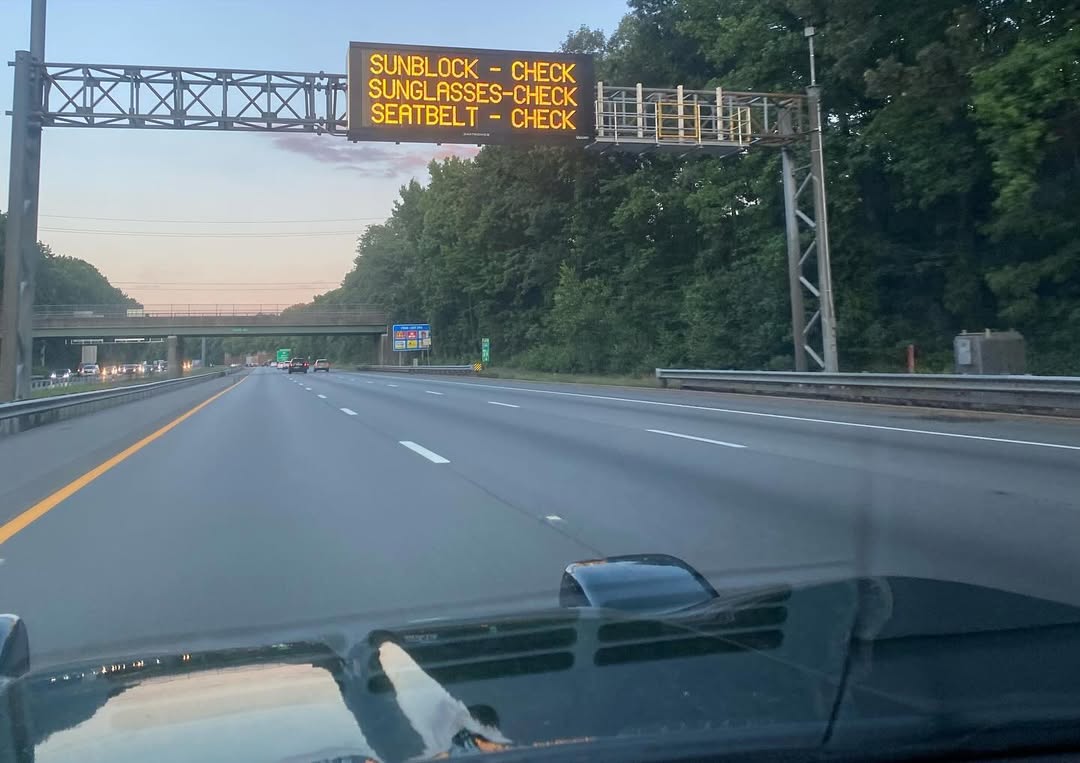 SUNBLOCK - CHECK
SUNGLASSES-CHECK
SEATBELT - CHECK